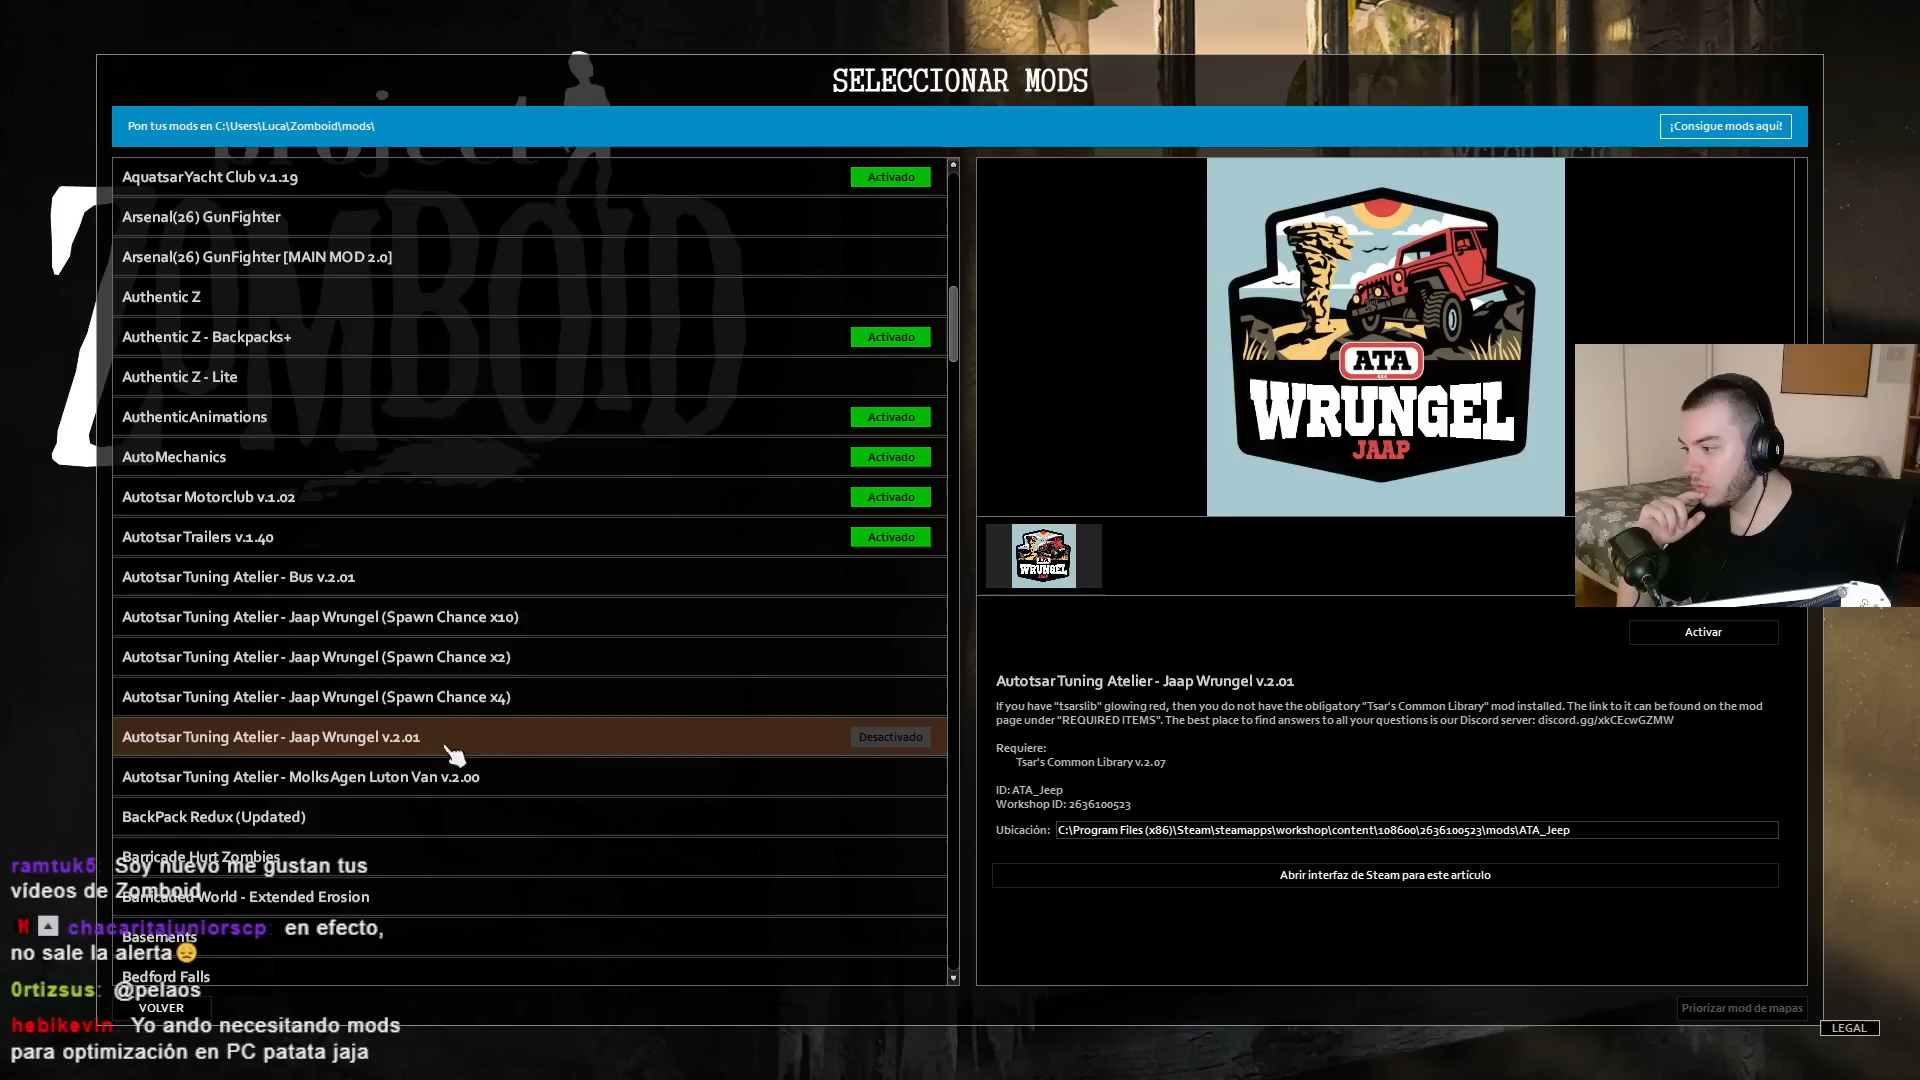 SELECCIONAR MODS
Pon tus mods en C:\Users\Luca\Zomboid\mods\
¡Consigue mods aquí!
project
ZOMBOID
AquatsarYacht Club v.1.19
Activado
Arsenal(26) GunFighter
Arsenal(26) GunFighter [MAIN MOD 2.0]
Authentic Z
Authentic Z - Backpacks+
Activado
Authentic Z - Lite
AuthenticAnimations
Activado
AutoMechanics
Activado
Autotsar Motorclub v.1.02
Activado
Autotsar Trailers v.1.40
Activado
Autotsar Tuning Atelier - Bus v.2.01
Autotsar Tuning Atelier - Jaap Wrungel (Spawn Chance x10)
Autotsar Tuning Atelier - Jaap Wrungel (Spawn Chance x2)
Autotsar Tuning Atelier - Jaap Wrungel (Spawn Chance x4)
Autotsar Tuning Atelier - Jaap Wrungel v.2.01
Desactivado
Autotsar Tuning Atelier - MolksAgen Luton Van v.2.00
BackPack Redux (Updated)
Barricade Hurt Zombies
Barricaded World - Extended Erosion
Basements
Bedford Falls
VOLVER
ATA
4x4
WRUNGEL
JAAP
ATA
WRUNGEL
JAAP
Activar
Autotsar Tuning Atelier - Jaap Wrungel v.2.01
If you have "tsarslib" glowing red, then you do not have the obligatory "Tsar's Common Library" mod installed. The link to it can be found on the mod
page under "REQUIRED ITEMS". The best place to find answers to all your questions is our Discord server: discord.gg/xkCEcwGZMW
Requiere:
Tsar's Common Library v.2.07
ID: ATA_Jeep
Workshop ID: 2636100523
Ubicación: C:\Program Files (x86)\Steam\steamapps\workshop\content\108600\2636100523\mods\ATA_Jeep
Abrir interfaz de Steam para este artículo
Priorizar mod de mapas
LEGAL
ramtuk5: Soy nuevo me gustan tus
vídeos de Zomboid
H chacaritajuniorscp: en efecto,
no sale la alerta😔
0rtizsus: @pelaos
hebikevin: Yo ando necesitando mods
para optimización en PC patata jaja